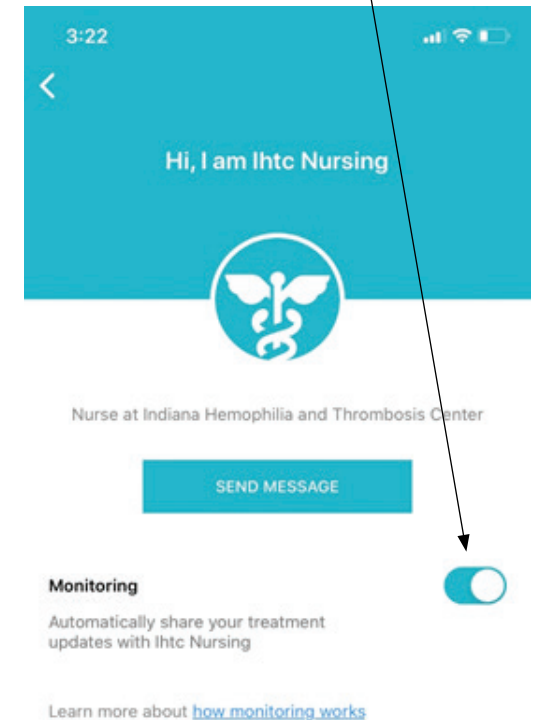 3:22
Hi, I am Ihtc Nursing
Nurse at Indiana Hemophilia and Thrombosis Center
SEND MESSAGE
Monitoring
Automatically share your treatment
updates with Ihtc Nursing
Learn more about how monitoring works